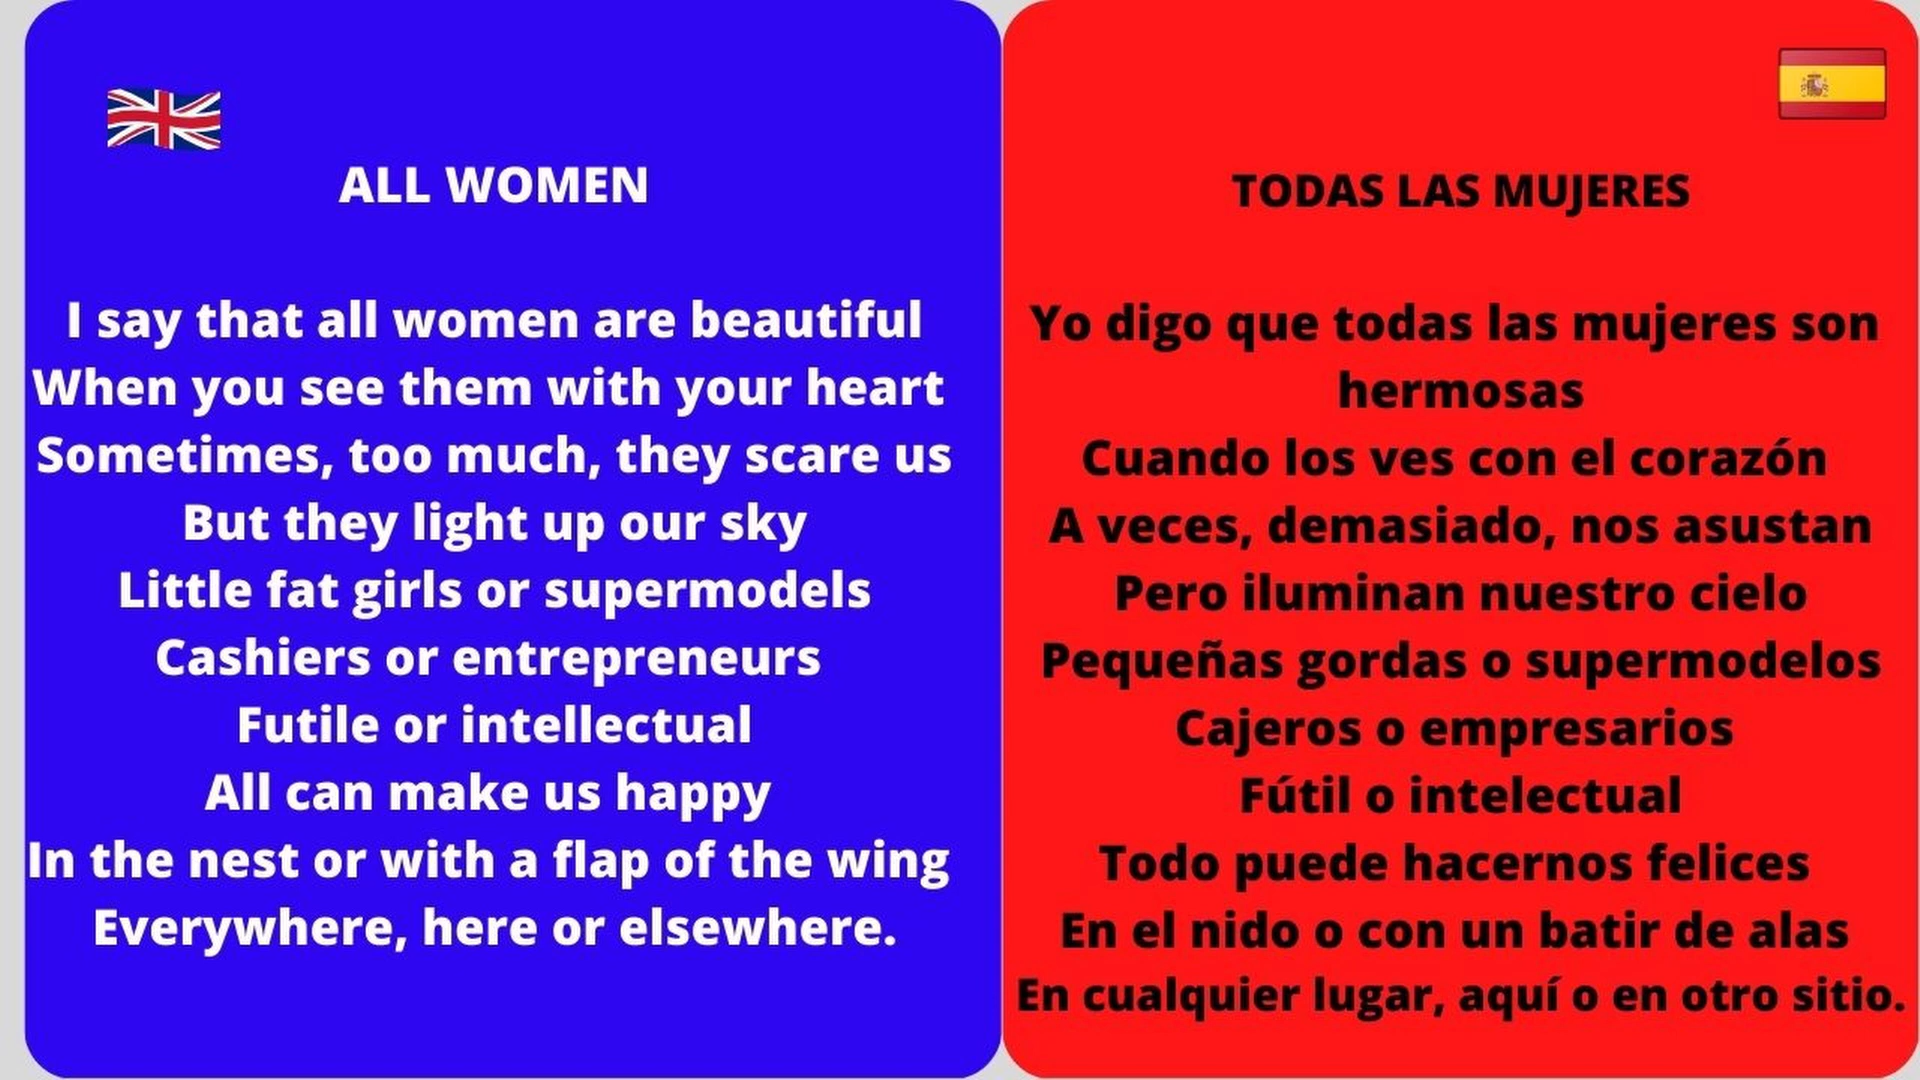 ALL WOMEN
I say that all women are beautiful
When you see them with your heart
Sometimes, too much, they scare us
But they light up our sky
Little fat girls or supermodels
Cashiers or entrepreneurs
Futile or intellectual
All can make us happy
In the nest or with a flap of the wing
Everywhere, here or elsewhere.
TODAS LAS MUJERES
Yo digo que todas las mujeres son
hermosas
Cuando los ves con el corazón
A veces, demasiado, nos asustan
Pero iluminan nuestro cielo
Pequeñas gordas o supermodelos
Cajeros o empresarios
Fútil o intelectual
Todo puede hacernos felices
En el nido o con un batir de alas
En cualquier lugar, aquí o en otro sitio.